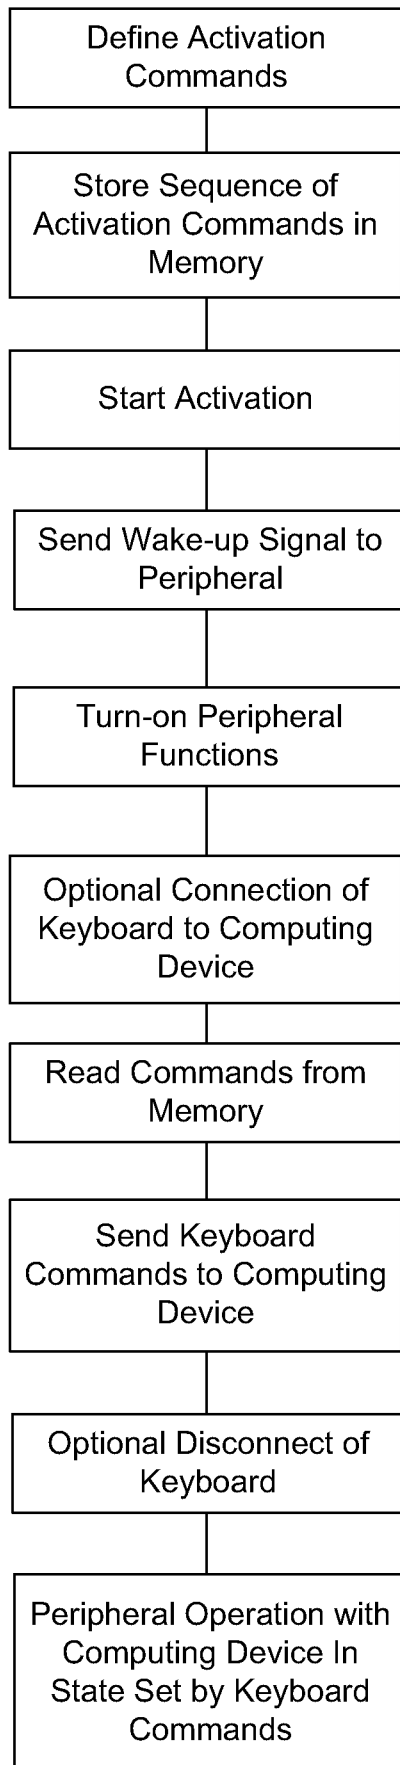 Define Activation
Commands
Store Sequence of
Activation Commands in
Memory
Start Activation
Send Wake-up Signal to
Peripheral
Turn-on Peripheral
Functions
Optional Connection of
Keyboard to Computing
Device
Read Commands from
Memory
Send Keyboard
Commands to Computing
Device
Optional Disconnect of
Keyboard
Peripheral Operation with
Computing Device In
State Set by Keyboard
Commands